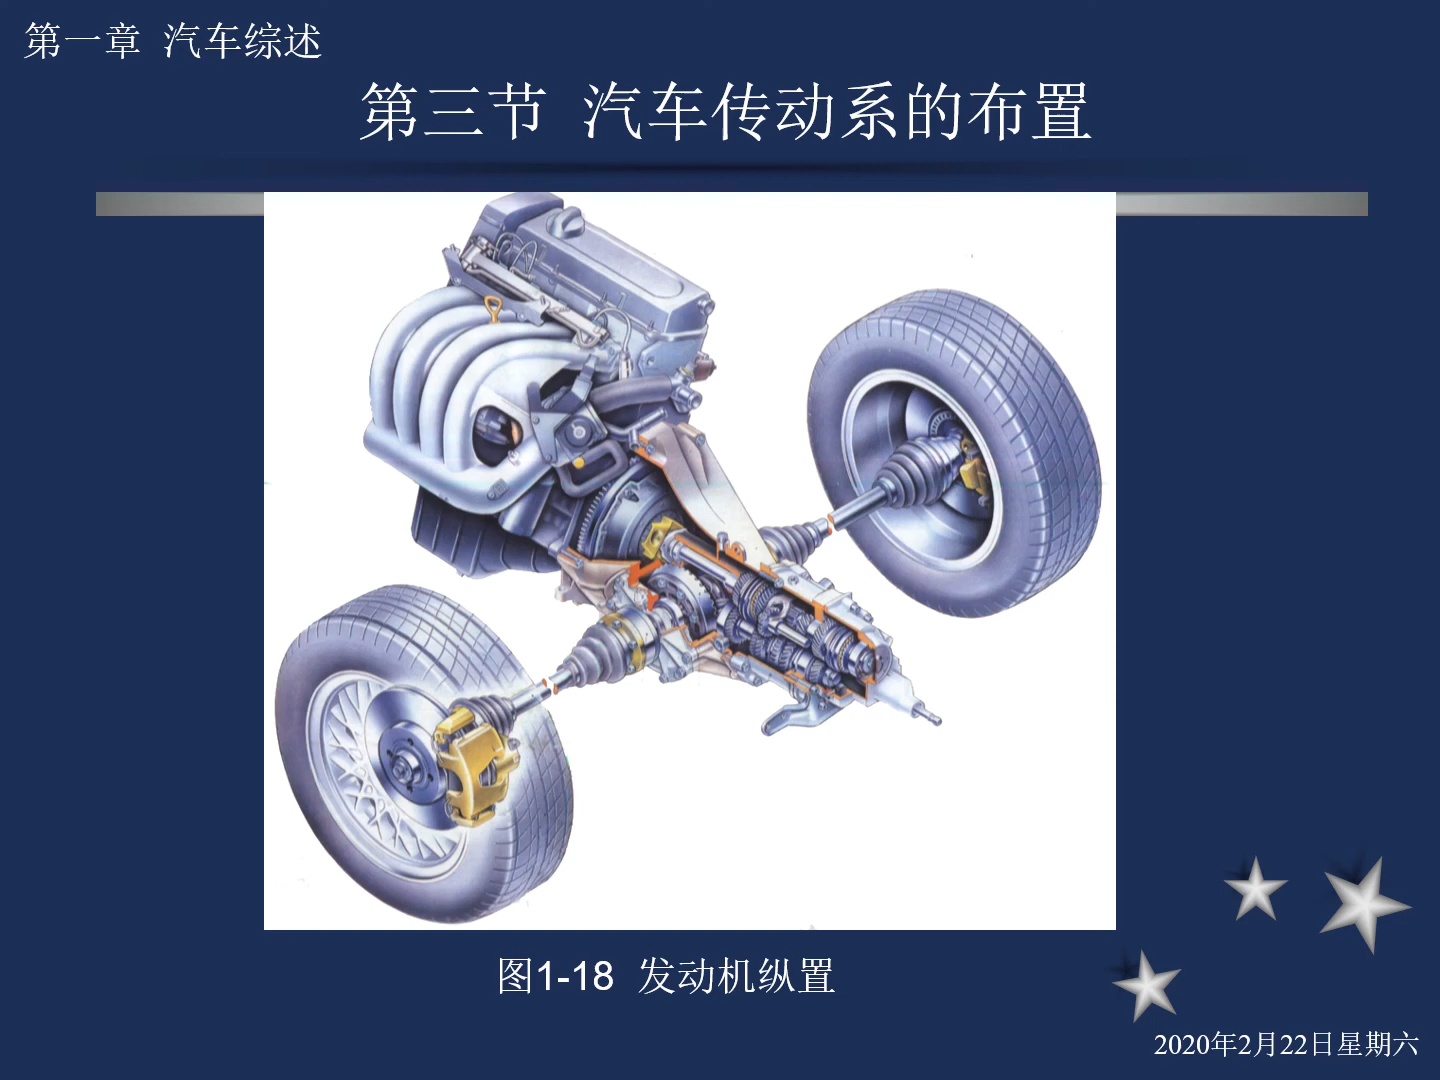 第一章 汽车综述
第三节 汽车传动系的布置
图1-18 发动机纵置
2020年2月22日星期六